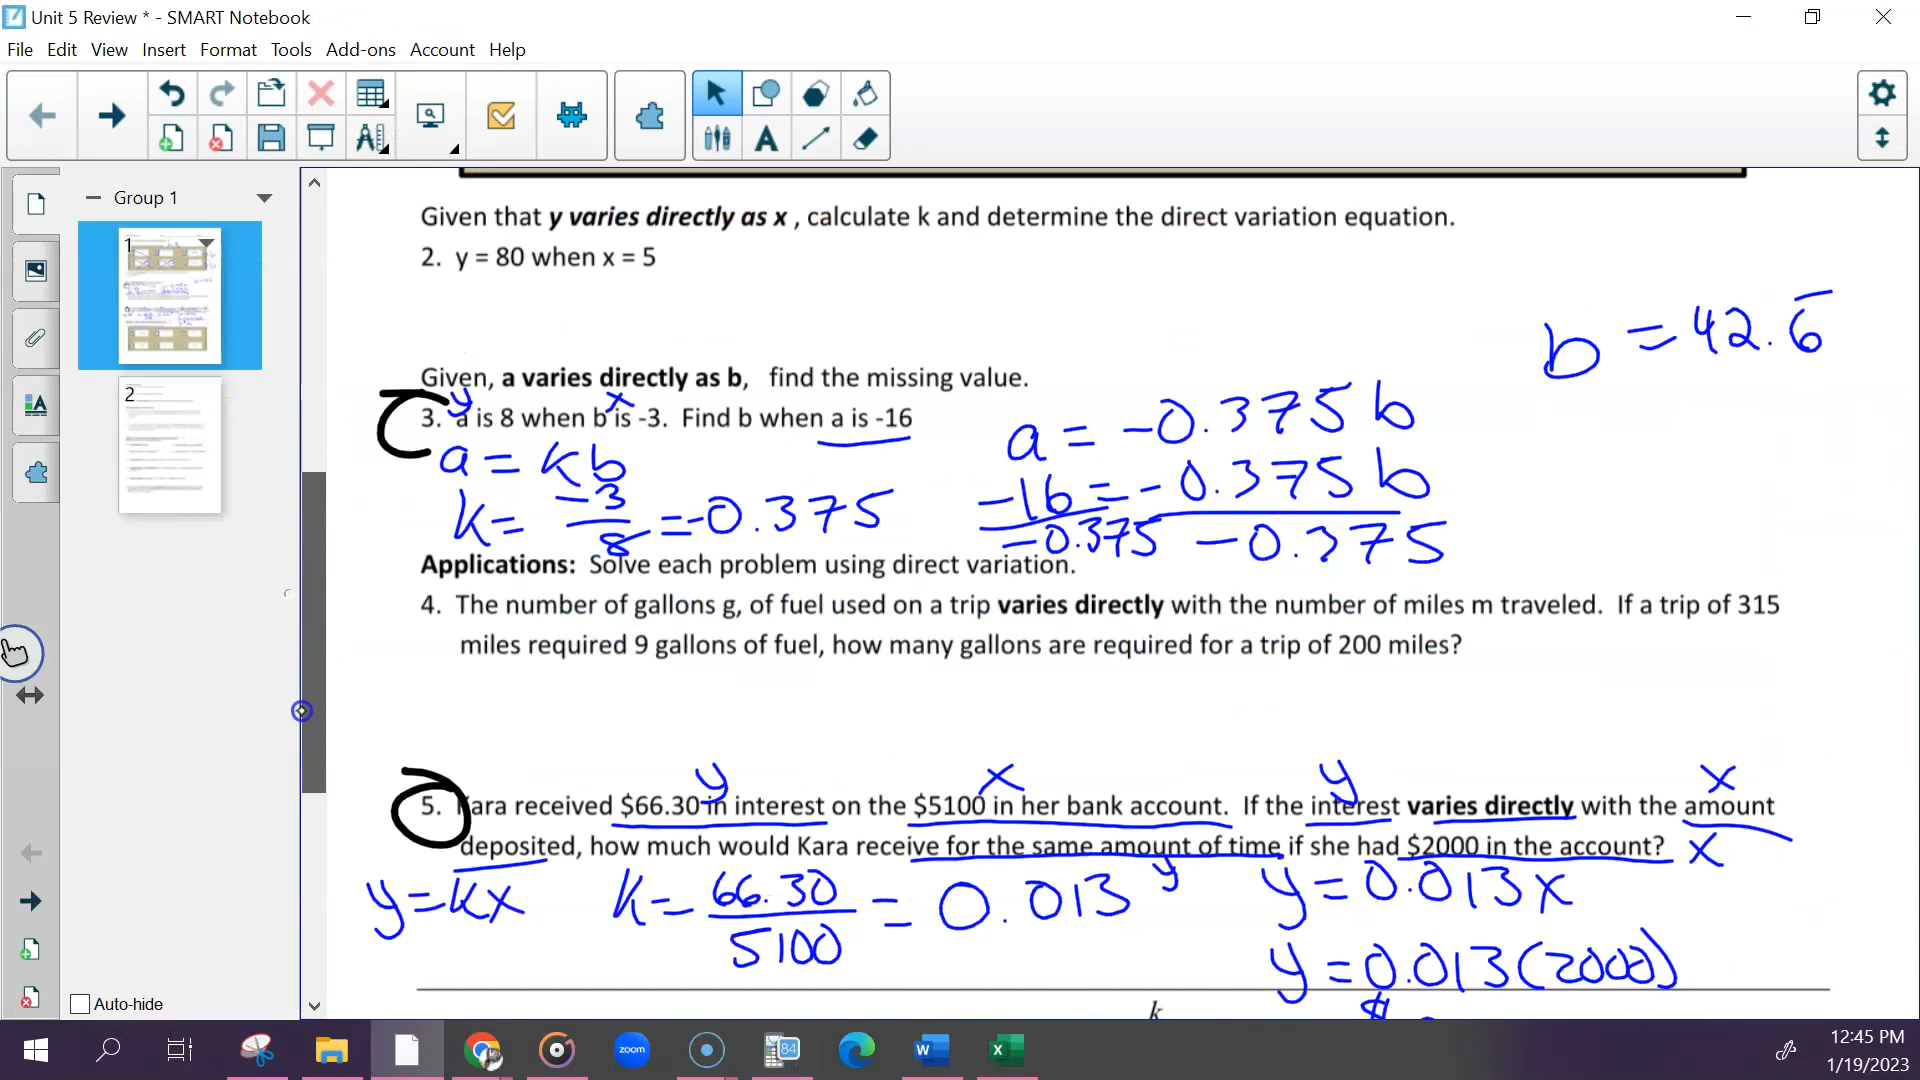 Unit 5 Review * - SMART Notebook
File Edit View Insert Format Tools Add-ons Account Help
Group 1
1
2
Given that y varies directly as x , calculate k and determine the direct variation equation.
2. y = 80 when x = 5
b = 42.6̅
Given, a varies directly as b, find the missing value.
y x
3. a is 8 when b is -3. Find b when a is -16
a = kb
k = -3/8 = -0.375
a = -0.375 b
-16 = -0.375 b
-0.375 -0.375
Applications: Solve each problem using direct variation.
4. The number of gallons g, of fuel used on a trip varies directly with the number of miles m traveled. If a trip of 315
miles required 9 gallons of fuel, how many gallons are required for a trip of 200 miles?
y x y x
5. Kara received $66.30 in interest on the $5100 in her bank account. If the interest varies directly with the amount
deposited, how much would Kara receive for the same amount of time if she had $2000 in the account? x
y
y=kx k= 66.30/5100 = 0.013 y = 0.013x
y = 0.013(2000)
$
k
Auto-hide
zoom
84
12:45 PM
1/19/2023